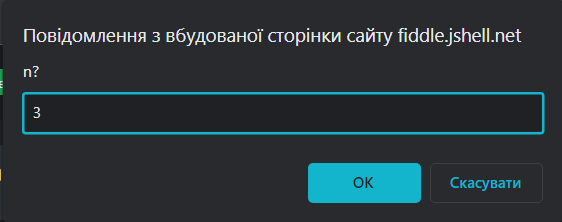 Повідомлення з вбудованої сторінки сайту fiddle.jshell.net
n?
3
OK
Скасувати